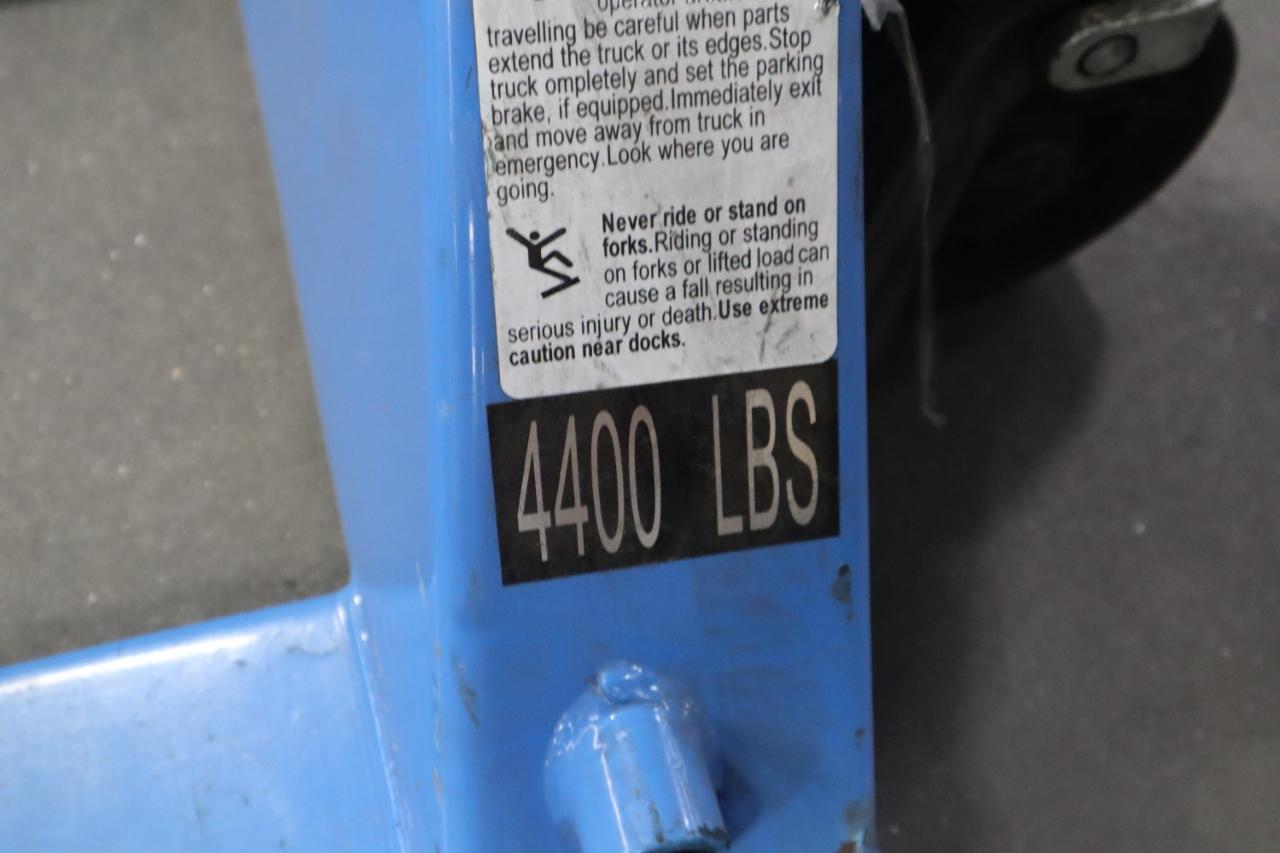 operator
travelling be careful when parts
extend the truck or its edges.Stop
truck ompletely and set the parking
brake, if equipped.Immediately exit
and move away from truck in
emergency.Look where you are
going.
Never ride or stand on
forks.Riding or standing
on forks or lifted load can
cause a fall resulting in
serious injury or death.Use extreme
caution near docks.
4400 LBS